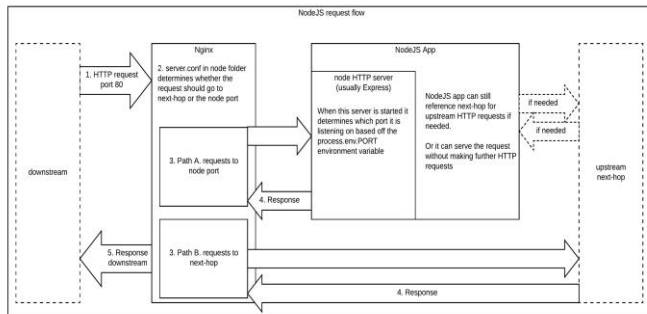 NodeJS request flow
Nginx
NodeJS App
1. HTTP request
port 80
2. server.conf in node folder
determines whether the
request should go to
next-hop or the node port
node HTTP server
(usually Express)
When this server is started it
determines which port it is
listening on based off the
process.env.PORT
environment variable
NodeJS app can still
reference next-hop for
upstream HTTP requests if
needed.
Or it can serve the request
without making further HTTP
requests
if needed
if needed
downstream
3. Path A. requests to
node port
upstream
next-hop
4. Response
5. Response
downstream
3. Path B. requests to
next-hop
4. Response